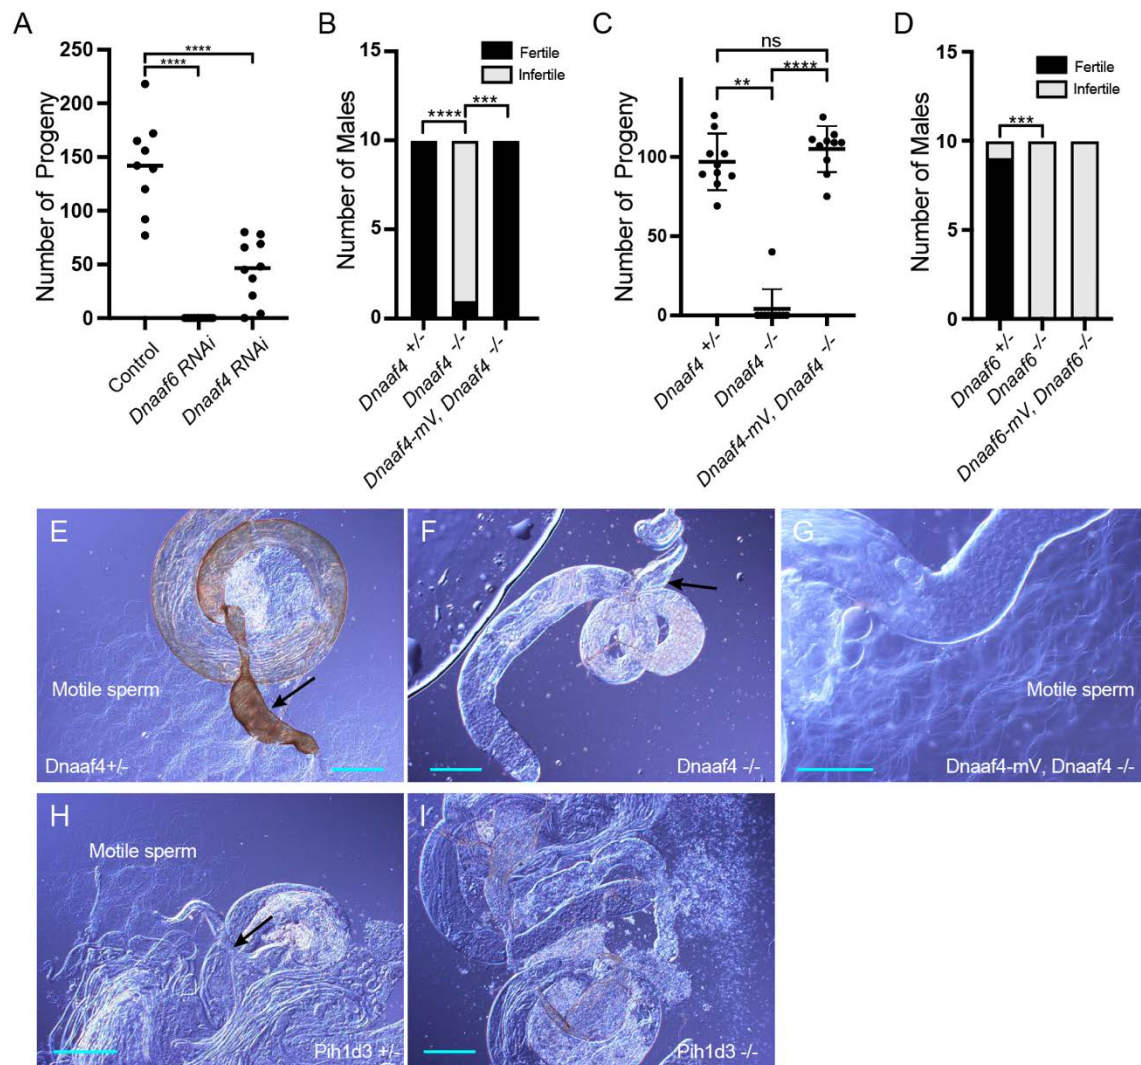 A
Number of Progeny
250
200
150
100
50
0
****
****
Control
Dnaaf6 RNAi
Dnaaf4 RNAi
B
Number of Males
15
10
5
0
Fertile
Infertile
****
***
Dnaaf4 +/-
Dnaaf4 -/-
Dnaaf4-mV, Dnaaf4 -/-
C
Number of Progeny
100
50
0
ns
**
****
Dnaaf4 +/-
Dnaaf4 -/-
Dnaaf4-mV, Dnaaf4 -/-
D
Number of Males
15
10
5
0
Fertile
Infertile
***
Dnaaf6 +/-
Dnaaf6 -/-
Dnaaf6-mV, Dnaaf6 -/-
E
Motile sperm
Dnaaf4+/-
F
Dnaaf4 -/-
G
Motile sperm
Dnaaf4-mV, Dnaaf4 -/-
H
Motile sperm
Pih1d3 +/-
I
Pih1d3 -/-